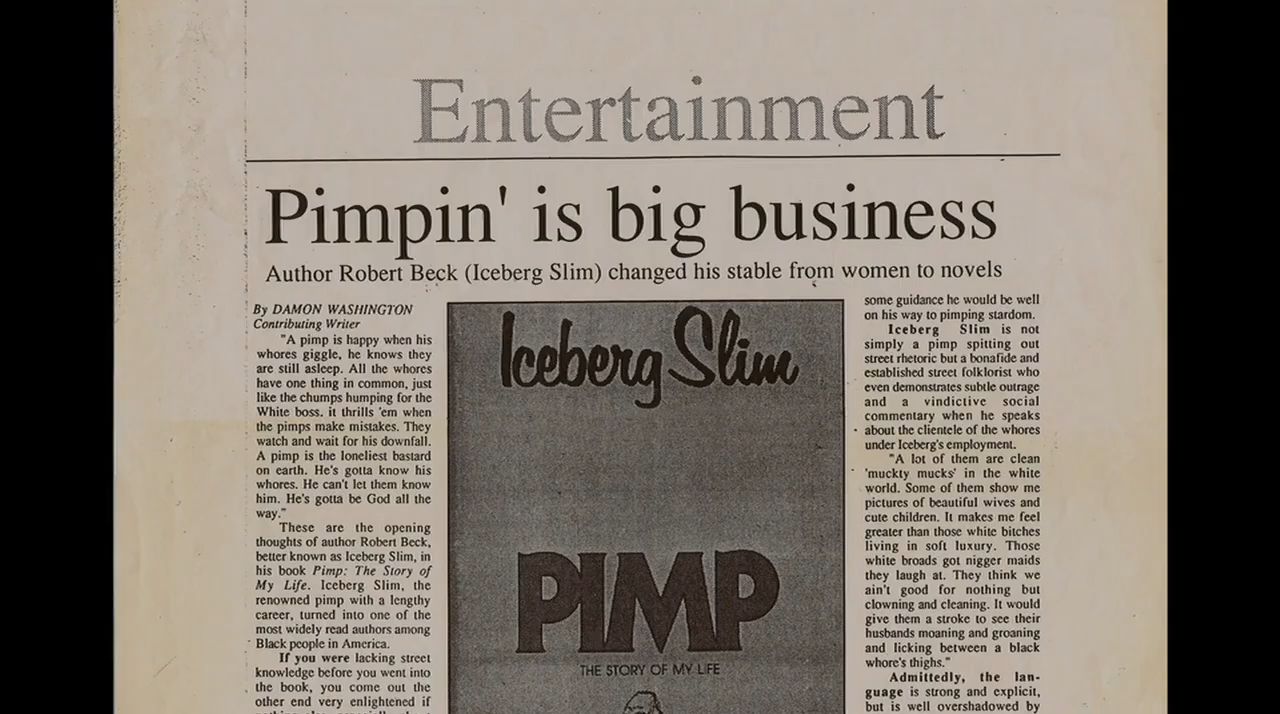 Entertainment
Pimpin' is big business
Author Robert Beck (Iceberg Slim) changed his stable from women to novels
By DAMON WASHINGTON
Contributing Writer
"A pimp is happy when his
whores giggle, he knows they
are still asleep. All the whores
have one thing in common, just
like the chumps humping for the
White boss. it thrills 'em when
the pimps make mistakes. They
watch and wait for his downfall.
A pimp is the loneliest bastard
on earth. He's gotta know his
whores. He can't let them know
him. He's gotta be God all the
way."
These are the opening
thoughts of author Robert Beck,
better known as Iceberg Slim, in
his book Pimp: The Story of
My Life. Iceberg Slim, the
renowned pimp with a lengthy
career, turned into one of the
most widely read authors among
Black people in America.
If you were lacking street
knowledge before you went into
the book, you come out the
other end very enlightened if
Iceberg Slim
PIMP
THE STORY OF MY LIFE
some guidance he would be well
on his way to pimping stardom.
Iceberg Slim is not
simply a pimp spitting out
street rhetoric but a bonafide and
established street folklorist who
even demonstrates subtle outrage
and a vindictive social
commentary when he speaks
about the clientele of the whores
under Iceberg's employment.
"A lot of them are clean
'muckty mucks' in the white
world. Some of them show me
pictures of beautiful wives and
cute children. It makes me feel
greater than those white bitches
living in soft luxury. Those
white broads got nigger maids
they laugh at. They think we
ain't good for nothing but
clowning and cleaning. It would
give them a stroke to see their
husbands moaning and groaning
and licking between a black
whore's thighs."
Admittedly, the lan-
guage is strong and explicit,
but is well overshadowed by